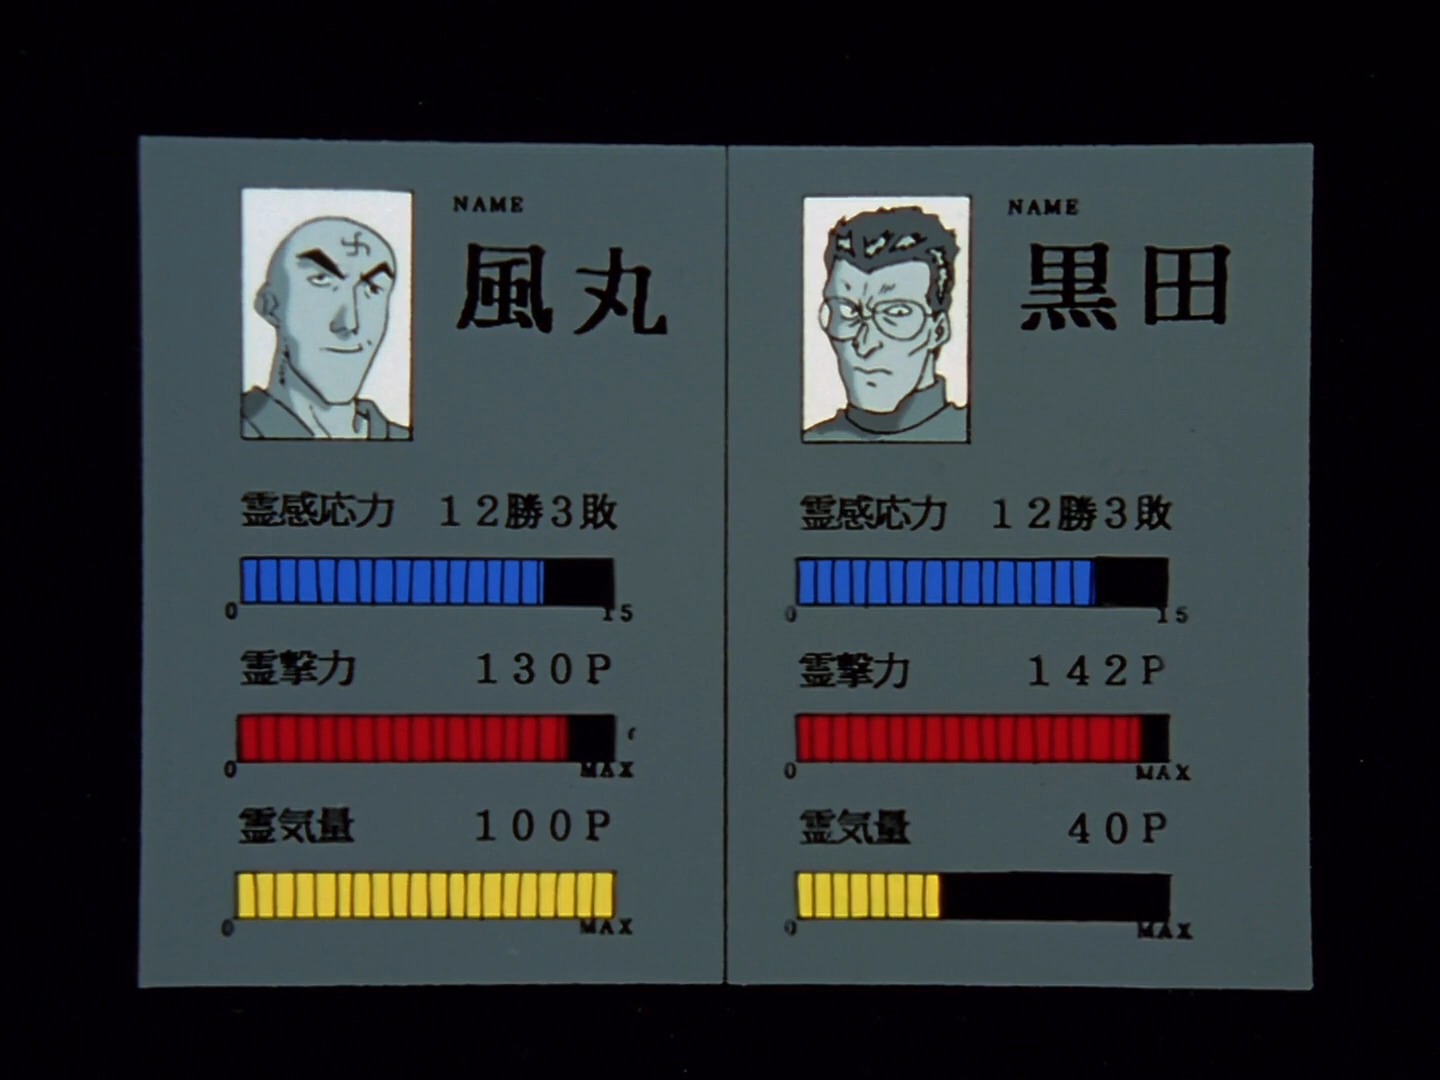 NAME
風丸
霊感応力 12勝3敗
0 15
霊撃力 130P
0 MAX
霊気量 100P
0 MAX
NAME
黒田
霊感応力 12勝3敗
0 15
霊撃力 142P
0 MAX
霊気量 40P
0 MAX